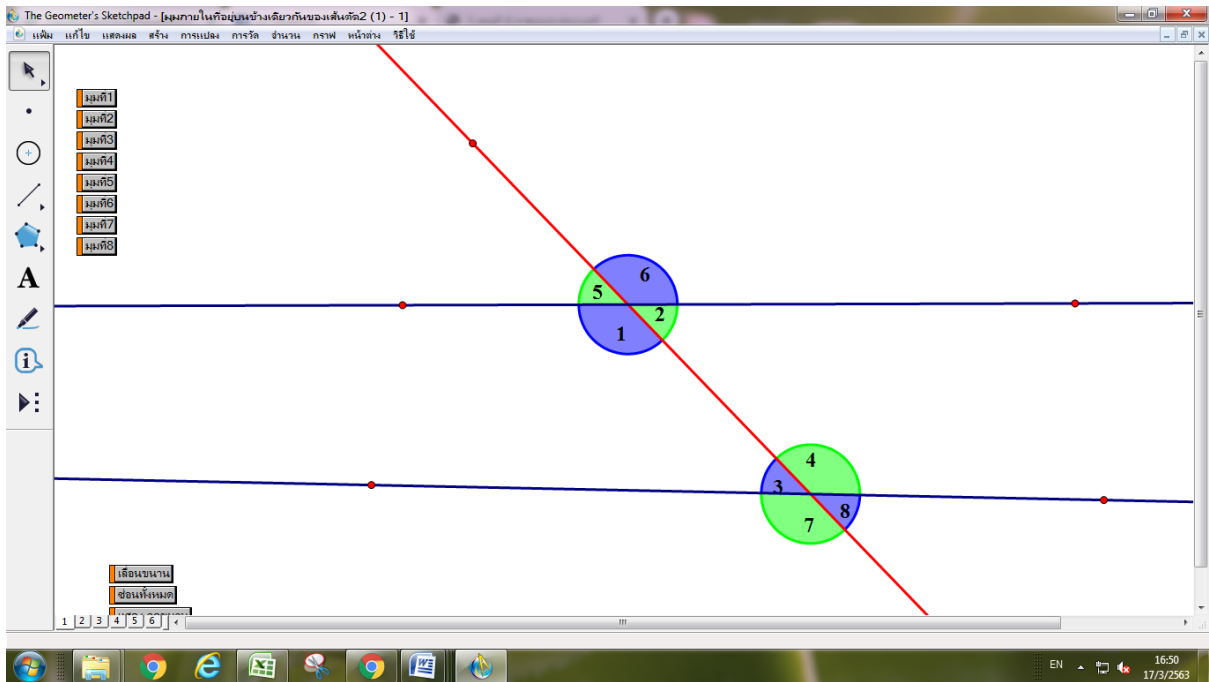 The Geometer's Sketchpad - [มุมภายในที่อยู่บนข้างเดียวกันของเส้นตัด2 (1) - 1]
แฟ้ม แก้ไข แสดงผล สร้าง การแปลง การวัด จำนวน กราฟ หน้าต่าง วิธีใช้
มุมที่1
มุมที่2
มุมที่3
มุมที่4
มุมที่5
มุมที่6
มุมที่7
มุมที่8
A
6
5
2
1
4
3
8
7
เลื่อนขนาน
ซ่อนทั้งหมด
1 2 3 4 5 6
EN
16:50
17/3/2563